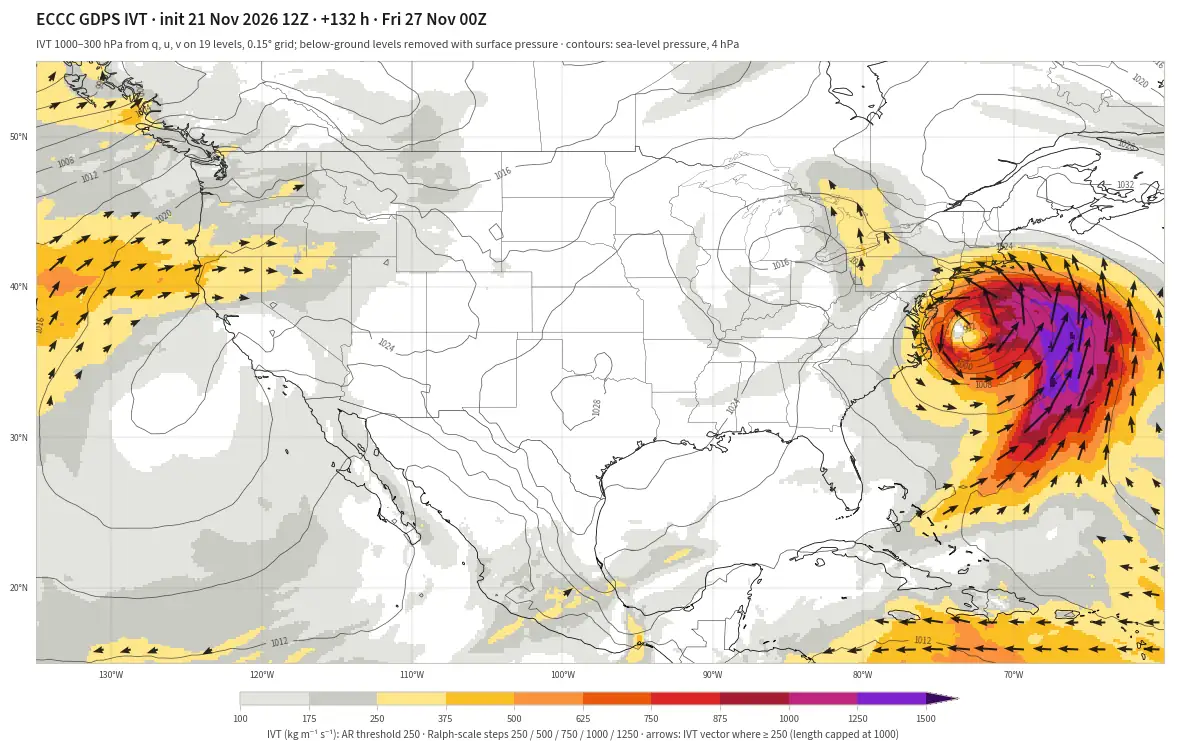 ECCC GDPS IVT · init 21 Nov 2026 12Z · +132 h · Fri 27 Nov 00Z
IVT 1000–300 hPa from q, u, v on 19 levels, 0.15° grid; below-ground levels removed with surface pressure · contours: sea-level pressure, 4 hPa
1020
50°N
1008
1012
1016
1032
1020
1024
1016
40°N
1016
1024
1000
1008
1028
1024
30°N
20°N
1012
1012
130°W 120°W 110°W 100°W 90°W 80°W 70°W
100 175 250 375 500 625 750 875 1000 1250 1500
IVT (kg m⁻¹ s⁻¹): AR threshold 250 · Ralph-scale steps 250 / 500 / 750 / 1000 / 1250 · arrows: IVT vector where ≥ 250 (length capped at 1000)